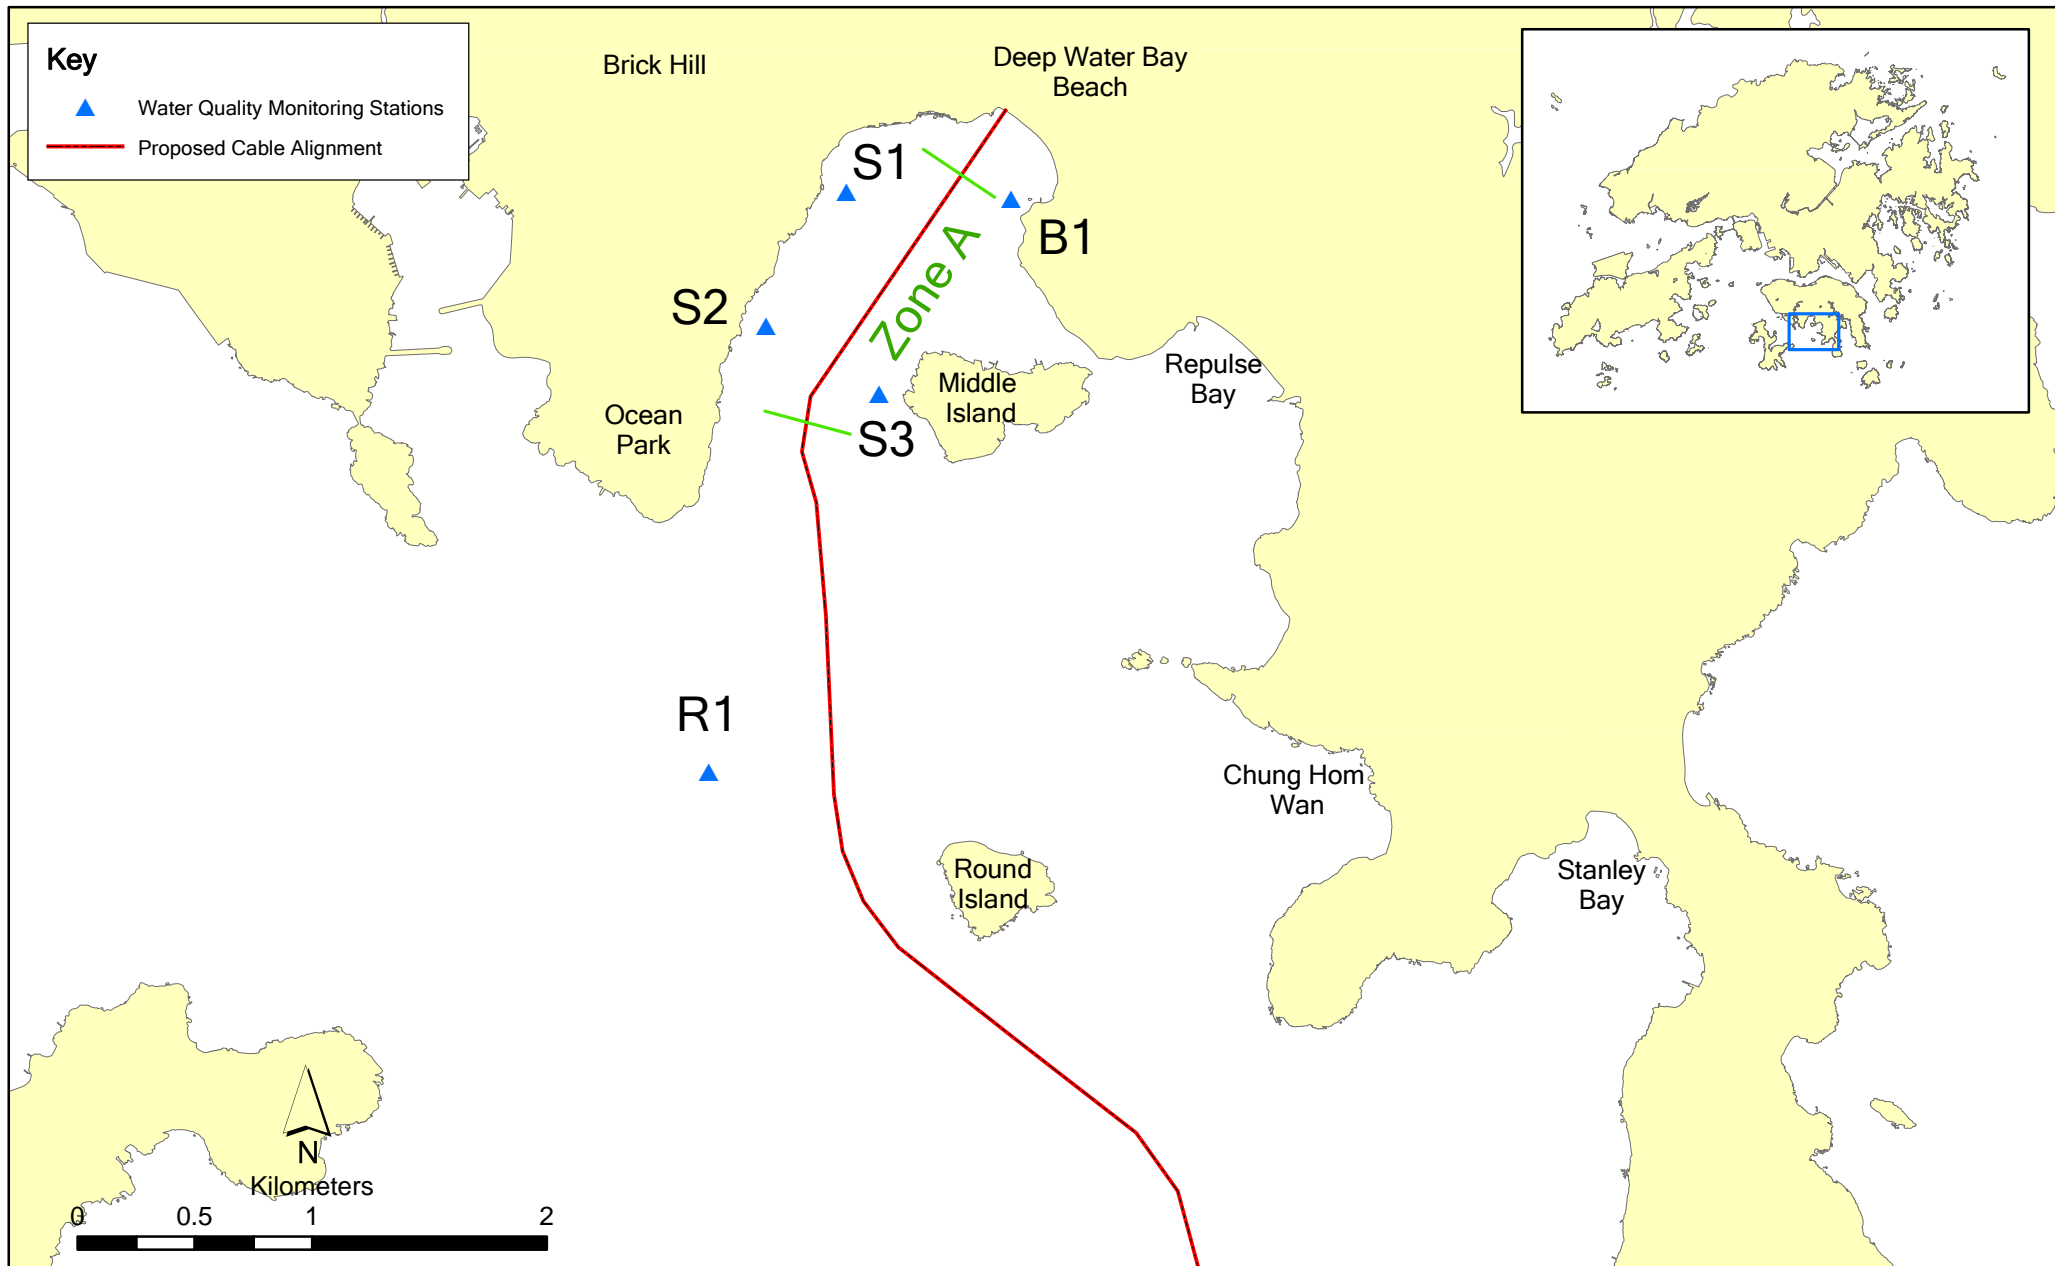 Key
Water Quality Monitoring Stations
Proposed Cable Alignment
Brick Hill
Deep Water Bay
Beach
S1
B1
Zone A
S2
Repulse
Bay
Middle
Island
Ocean
Park
S3
R1
Chung Hom
Wan
Round
Island
Stanley
Bay
N
Kilometers
0 0.5 1 2